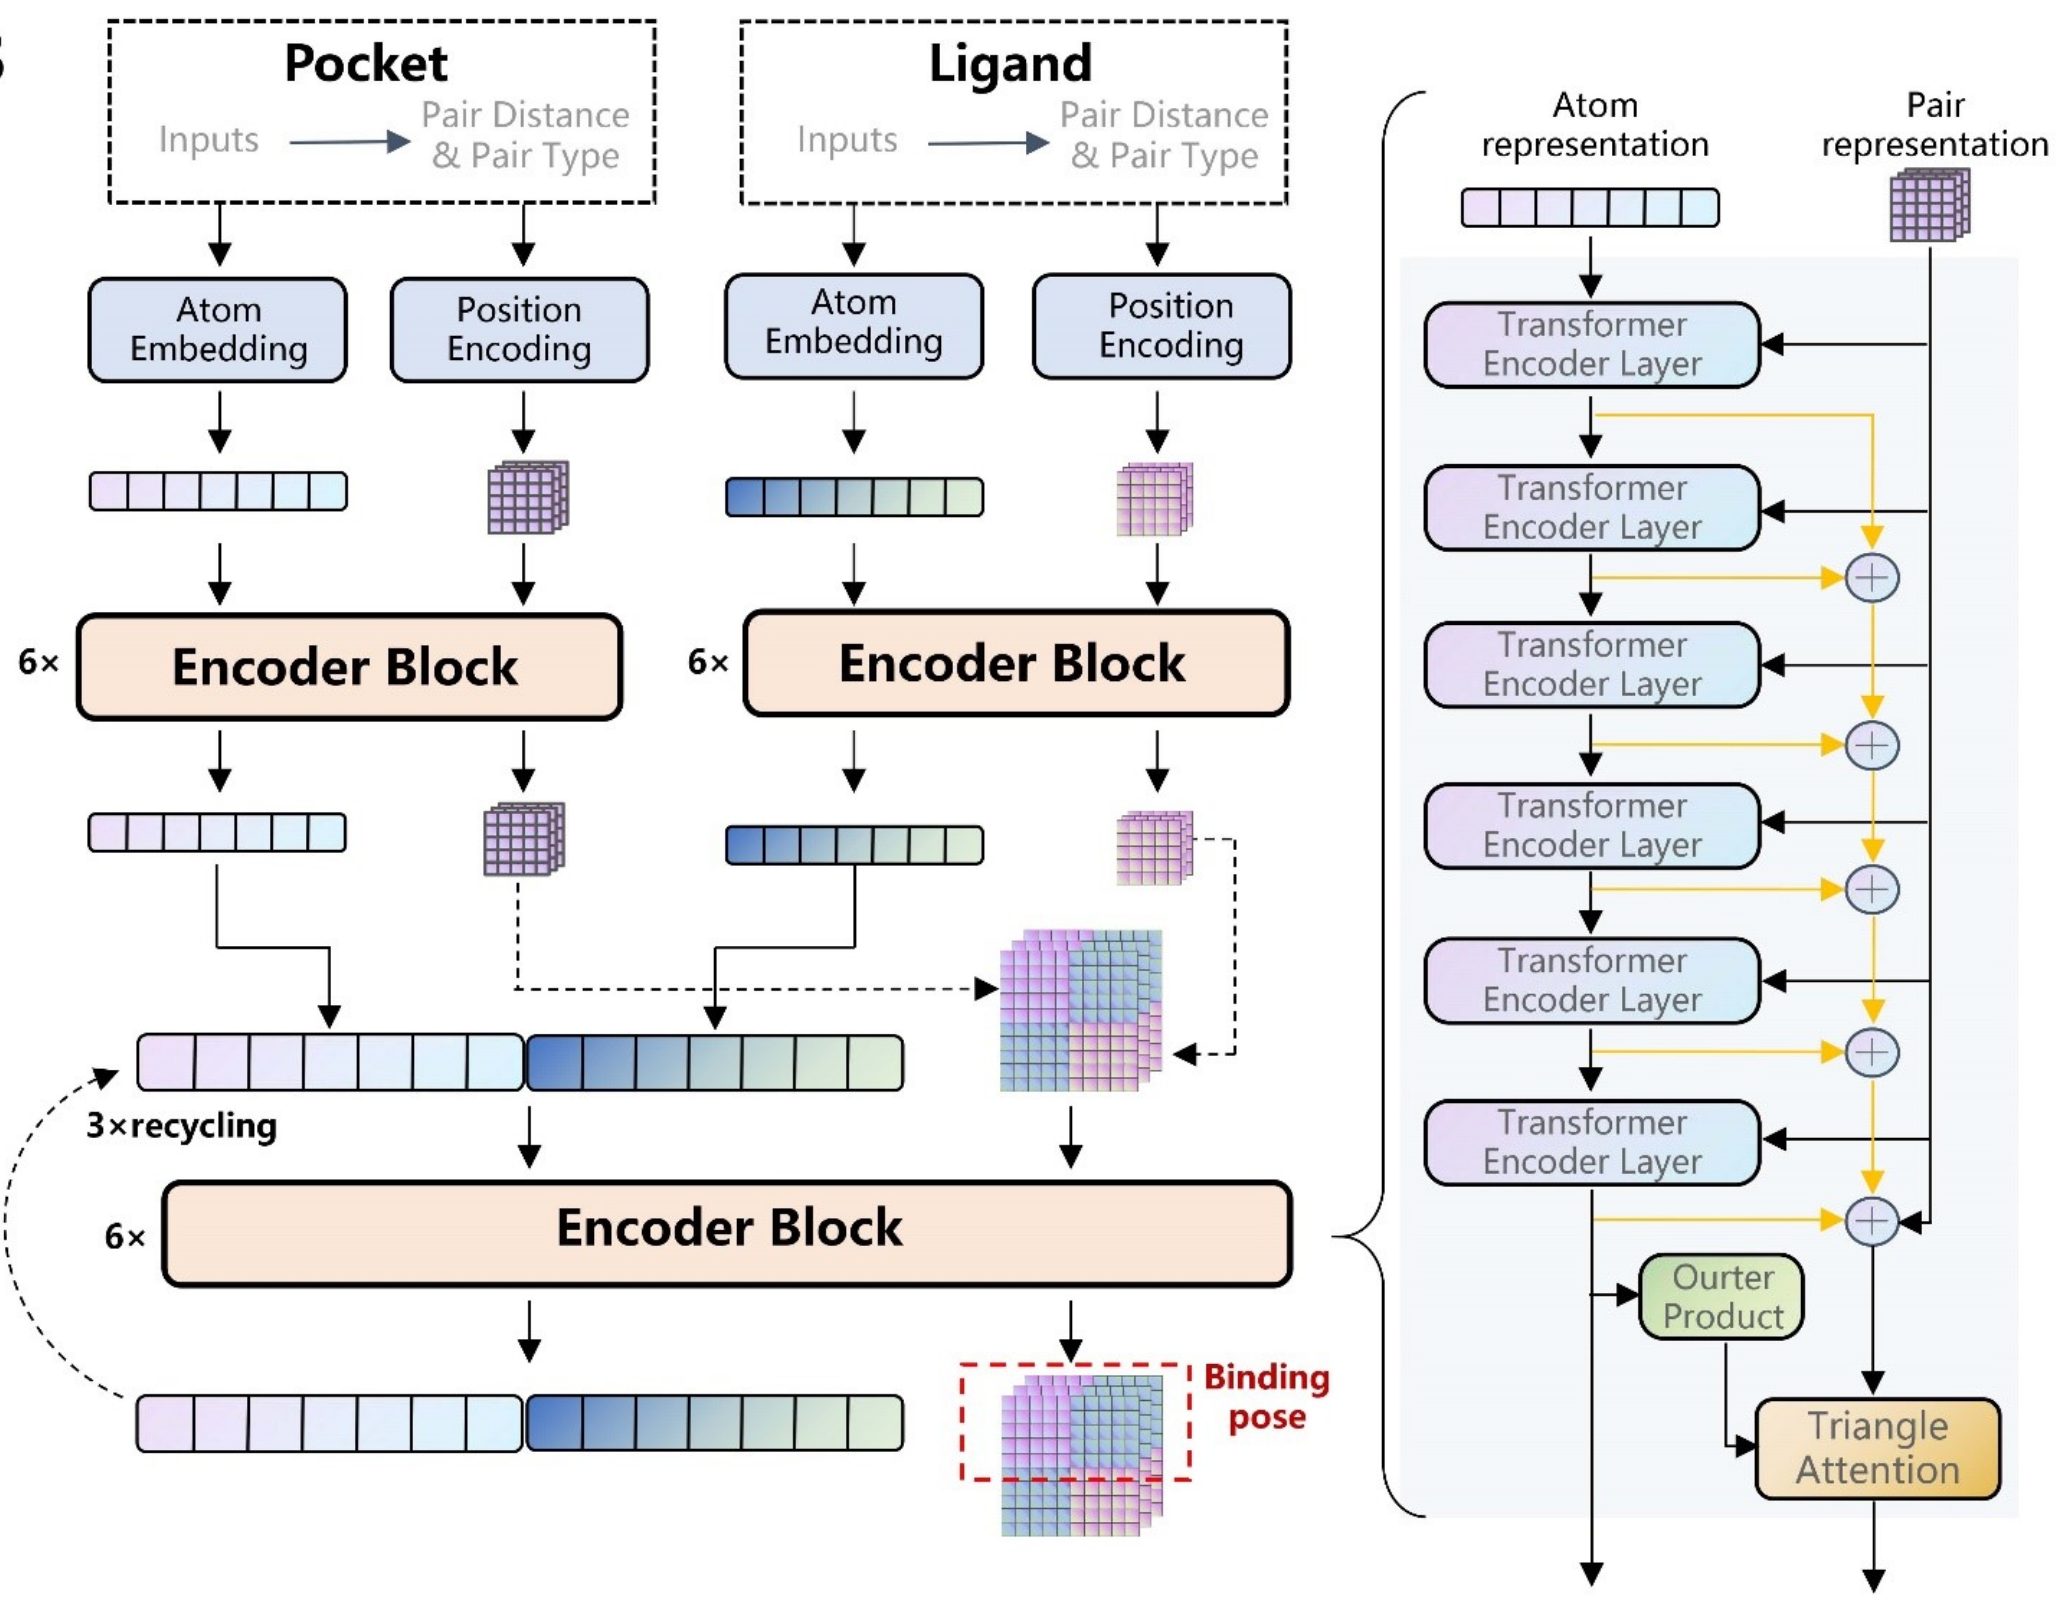 Pocket
Inputs
Pair Distance
& Pair Type
Ligand
Inputs
Pair Distance
& Pair Type
Atom
Embedding
Position
Encoding
Atom
Embedding
Position
Encoding
6×
Encoder Block
6×
Encoder Block
3×recycling
6×
Encoder Block
Binding
pose
Atom
representation
Pair
representation
Transformer
Encoder Layer
Transformer
Encoder Layer
Transformer
Encoder Layer
Transformer
Encoder Layer
Transformer
Encoder Layer
Transformer
Encoder Layer
Ourter
Product
Triangle
Attention